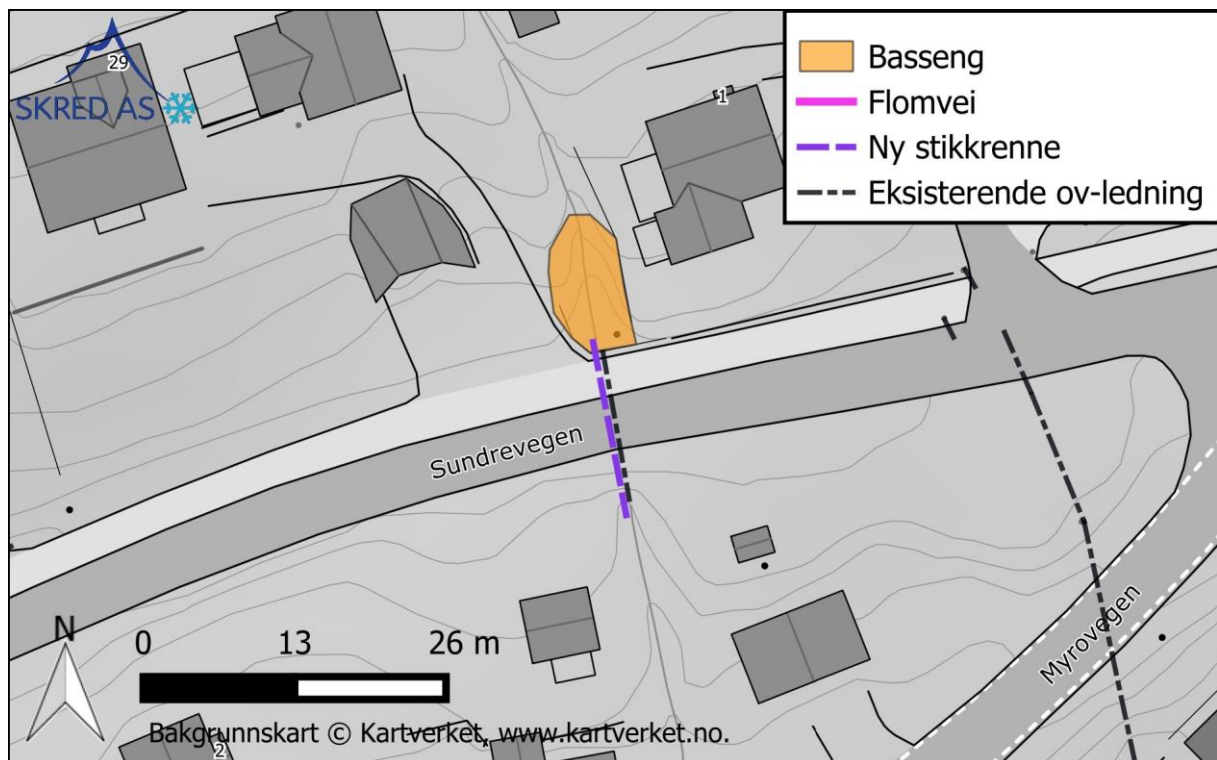 29
SKRED AS
1
Basseng
Flomvei
Ny stikkrenne
Eksisterende ov-ledning
Sundrevegen
Myrovegen
N
0 13 26 m
Bakgrunnskart © Kartverket, www.kartverket.no.
2